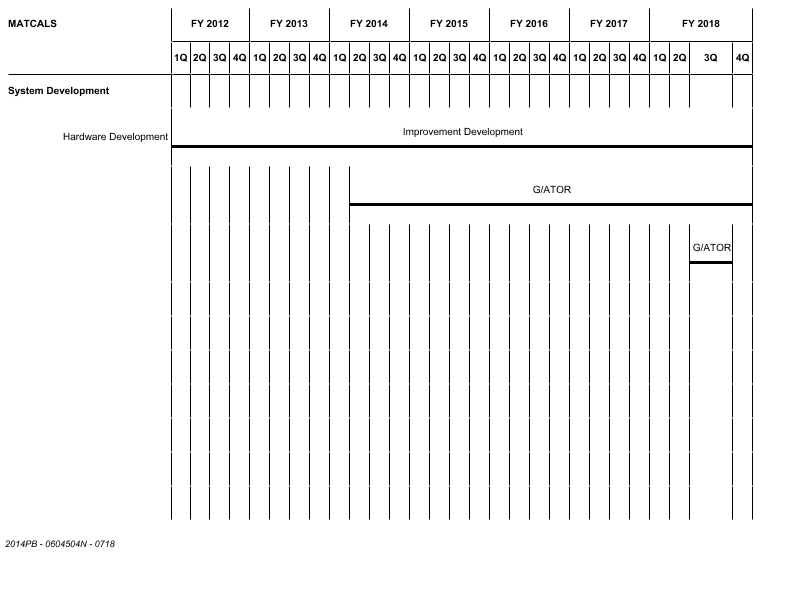 MATCALS FY 2012 FY 2013 FY 2014 FY 2015 FY 2016 FY 2017 FY 2018
1Q 2Q 3Q 4Q 1Q 2Q 3Q 4Q 1Q 2Q 3Q 4Q 1Q 2Q 3Q 4Q 1Q 2Q 3Q 4Q 1Q 2Q 3Q 4Q 1Q 2Q 3Q 4Q
System Development
Hardware Development Improvement Development
G/ATOR
G/ATOR
2014PB - 0604504N - 0718